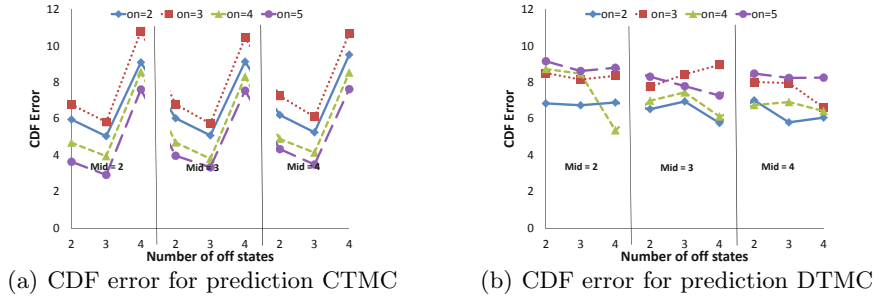 on=2 on=3 on=4 on=5
12
10
8
6
4
2
0
CDF Error
Mid = 2
Mid = 3
Mid = 4
2 3 4 2 3 4 2 3 4
Number of off states
(a) CDF error for prediction CTMC
on=2 on=3 on=4 on=5
12
10
8
6
4
2
0
CDF Error
Mid = 2
Mid = 3
Mid = 4
2 3 4 2 3 4 2 3 4
Number of off states
(b) CDF error for prediction DTMC